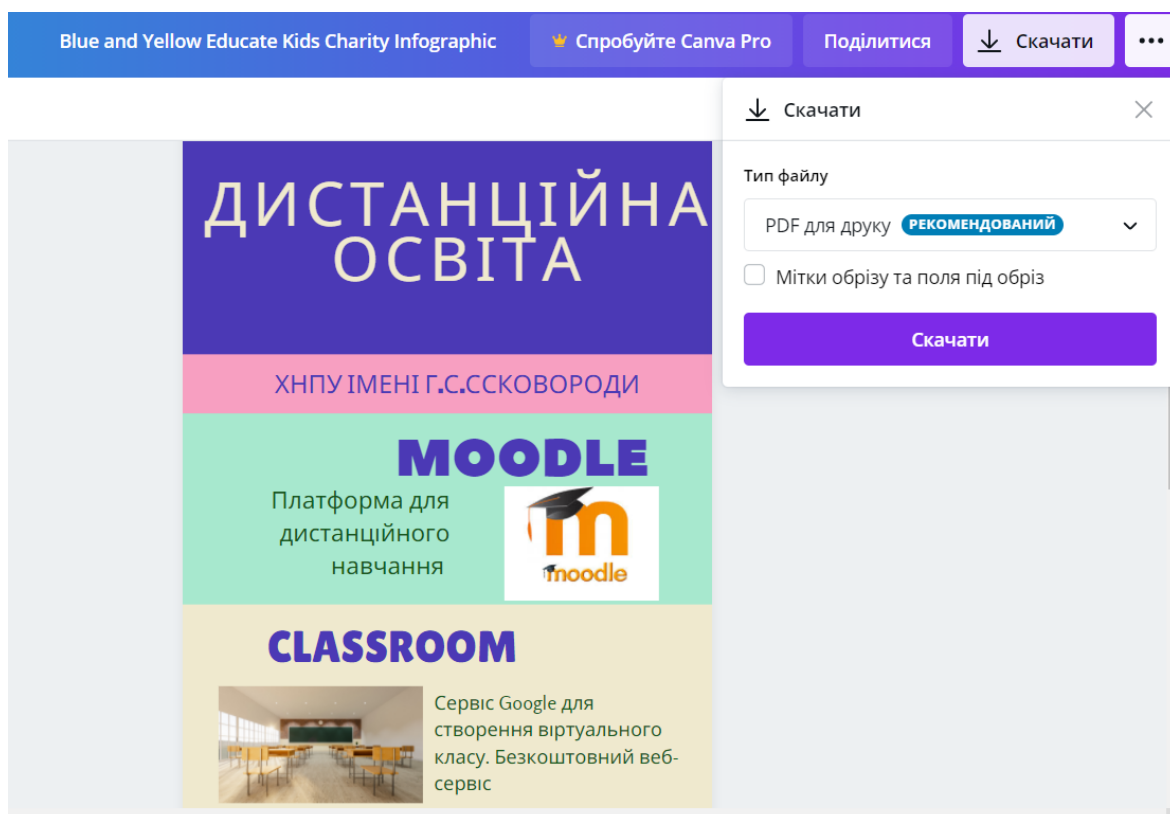 Blue and Yellow Educate Kids Charity Infographic
Спробуйте Canva Pro
Поділитися
Скачати
Скачати
Тип файлу
PDF для друку РЕКОМЕНДОВАНИЙ
Мітки обрізу та поля під обріз
Скачати
ДИСТАНЦІЙНА
ОСВІТА
ХНПУ ІМЕНІ Г.С.ССКОВОРОДИ
MOODLE
Платформа для
дистанційного
навчання
moodle
CLASSROOM
Сервіс Google для
створення віртуального
класу. Безкоштовний веб-
сервіс